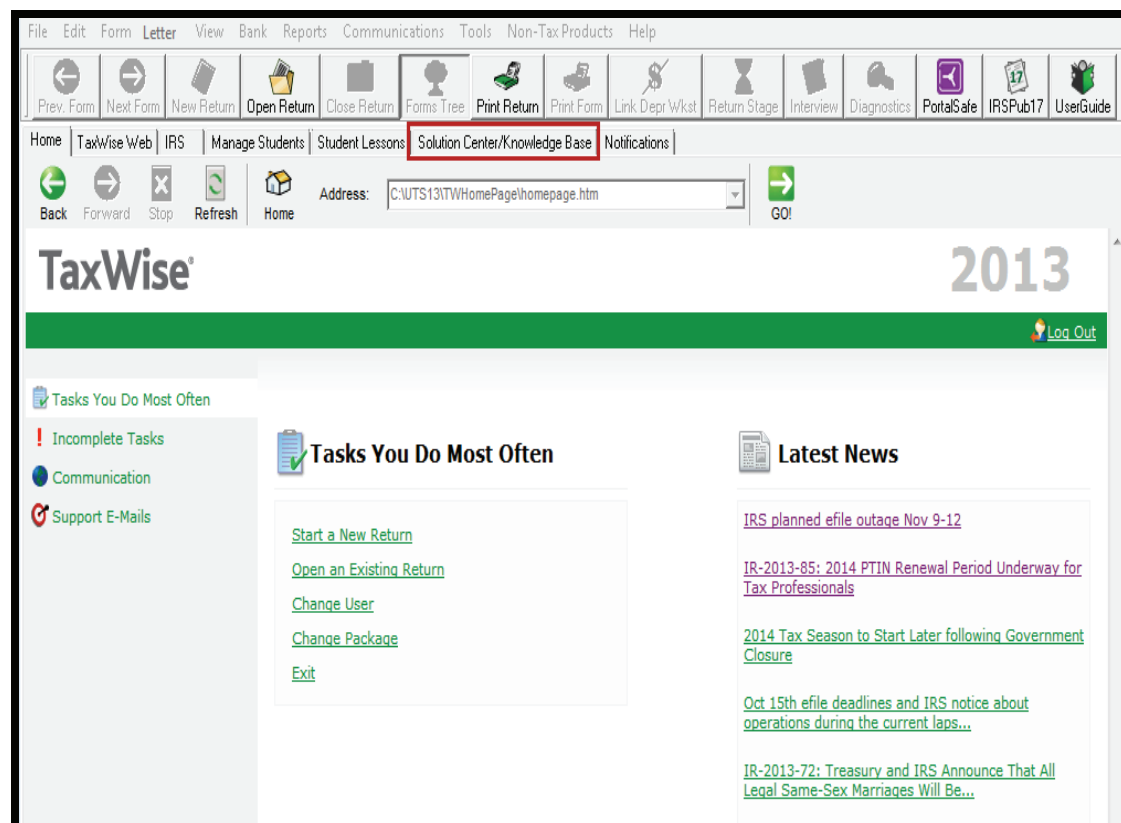 File Edit Form Letter View Bank Reports Communications Tools Non-Tax Products Help
Prev. Form Next Form New Return Open Return Close Return Forms Tree Print Return Print Form Link Depr Wkst Return Stage Interview Diagnostics PortalSafe IRSPub17 UserGuide
Home TaxWise Web IRS Manage Students Student Lessons Solution Center/Knowledge Base Notifications
Back Forward Stop Refresh Home Address: C:\UTS13\TWHomePage\homepage.htm GO!
TaxWise® 2013
Log Out
Tasks You Do Most Often
Incomplete Tasks
Communication
Support E-Mails
Tasks You Do Most Often
Start a New Return
Open an Existing Return
Change User
Change Package
Exit
Latest News
IRS planned efile outage Nov 9-12
IR-2013-85: 2014 PTIN Renewal Period Underway for
Tax Professionals
2014 Tax Season to Start Later following Government
Closure
Oct 15th efile deadlines and IRS notice about
operations during the current laps...
IR-2013-72: Treasury and IRS Announce That All
Legal Same-Sex Marriages Will Be...